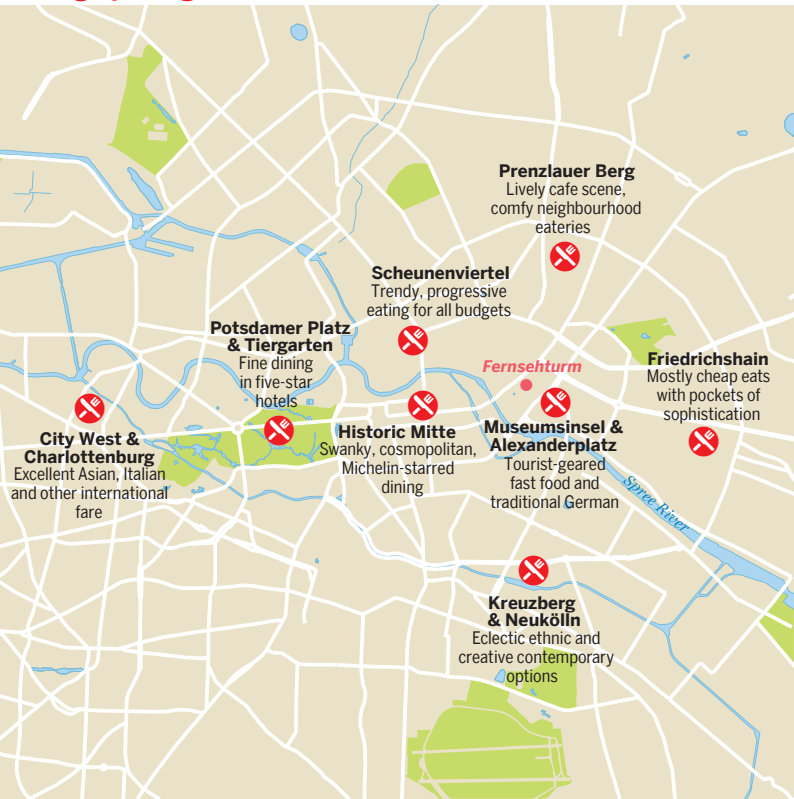 Prenzlauer Berg
Lively cafe scene,
comfy neighbourhood
eateries
Scheunenviertel
Trendy, progressive
eating for all budgets
Potsdamer Platz
& Tiergarten
Fine dining
in five-star
hotels
Fernsehturm
Friedrichshain
Mostly cheap eats
with pockets of
sophistication
City West &
Charlottenburg
Excellent Asian, Italian
and other international
fare
Historic Mitte
Swanky, cosmopolitan,
Michelin-starred
dining
Museumsinsel &
Alexanderplatz
Tourist-geared
fast food and
traditional German
Spree River
Kreuzberg
& Neukölln
Eclectic ethnic and
creative contemporary
options